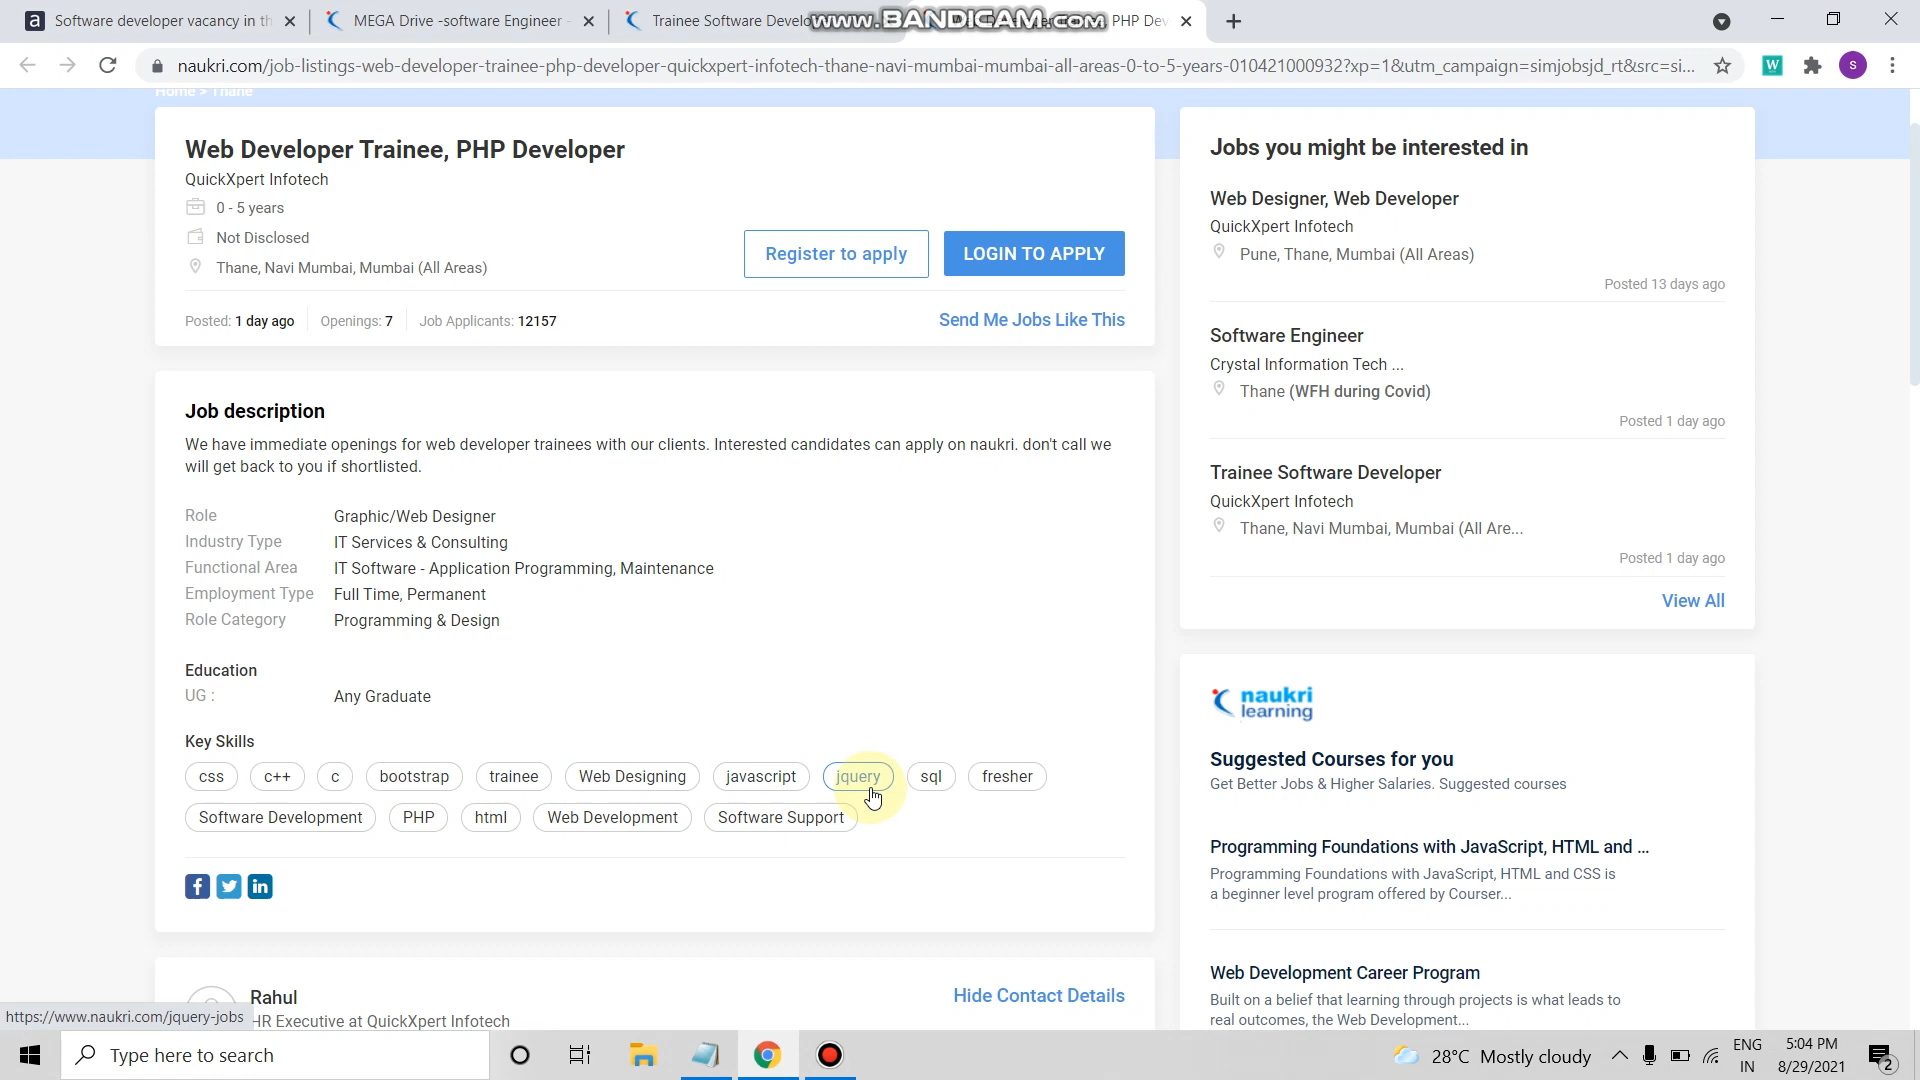 Software developer vacancy in th
MEGA Drive -software Engineer -
Trainee Software Develo
PHP Dev
www.BANDICAM.com
naukri.com/job-listings-web-developer-trainee-php-developer-quickxpert-infotech-thane-navi-mumbai-mumbai-all-areas-0-to-5-years-010421000932?xp=1&utm_campaign=simjobsjd_rt&src=si...
W
s
Home > Thane
Web Developer Trainee, PHP Developer
QuickXpert Infotech
0 - 5 years
Not Disclosed
Thane, Navi Mumbai, Mumbai (All Areas)
Register to apply
LOGIN TO APPLY
Posted: 1 day ago
Openings: 7
Job Applicants: 12157
Send Me Jobs Like This
Job description
We have immediate openings for web developer trainees with our clients. Interested candidates can apply on naukri. don't call we
will get back to you if shortlisted.
Role Graphic/Web Designer
Industry Type IT Services & Consulting
Functional Area IT Software - Application Programming, Maintenance
Employment Type Full Time, Permanent
Role Category Programming & Design
Education
UG : Any Graduate
Key Skills
css c++ c bootstrap trainee Web Designing javascript jquery sql fresher
Software Development PHP html Web Development Software Support
f in
Rahul
HR Executive at QuickXpert Infotech
Hide Contact Details
Jobs you might be interested in
Web Designer, Web Developer
QuickXpert Infotech
Pune, Thane, Mumbai (All Areas)
Posted 13 days ago
Software Engineer
Crystal Information Tech ...
Thane (WFH during Covid)
Posted 1 day ago
Trainee Software Developer
QuickXpert Infotech
Thane, Navi Mumbai, Mumbai (All Are...
Posted 1 day ago
View All
naukri
learning
Suggested Courses for you
Get Better Jobs & Higher Salaries. Suggested courses
Programming Foundations with JavaScript, HTML and ...
Programming Foundations with JavaScript, HTML and CSS is
a beginner level program offered by Courser...
Web Development Career Program
Built on a belief that learning through projects is what leads to
real outcomes, the Web Development...
https://www.naukri.com/jquery-jobs
Type here to search
28°C Mostly cloudy
ENG
IN
5:04 PM
8/29/2021
2